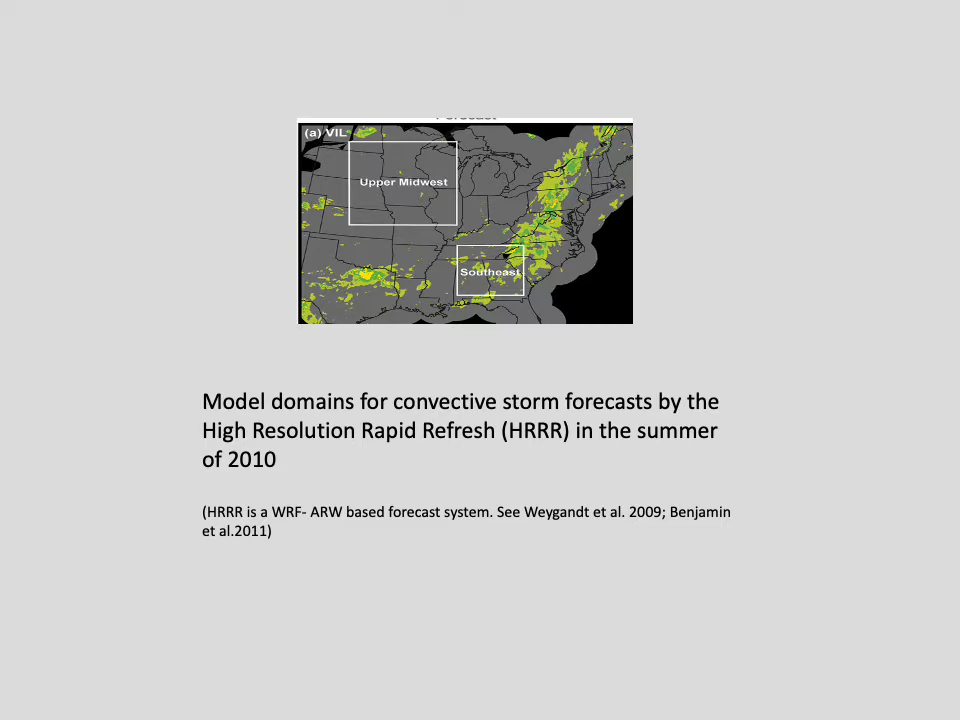 Forecast
(a) VIL
Upper Midwest
Southeast
Model domains for convective storm forecasts by the
High Resolution Rapid Refresh (HRRR) in the summer
of 2010
(HRRR is a WRF- ARW based forecast system. See Weygandt et al. 2009; Benjamin
et al.2011)